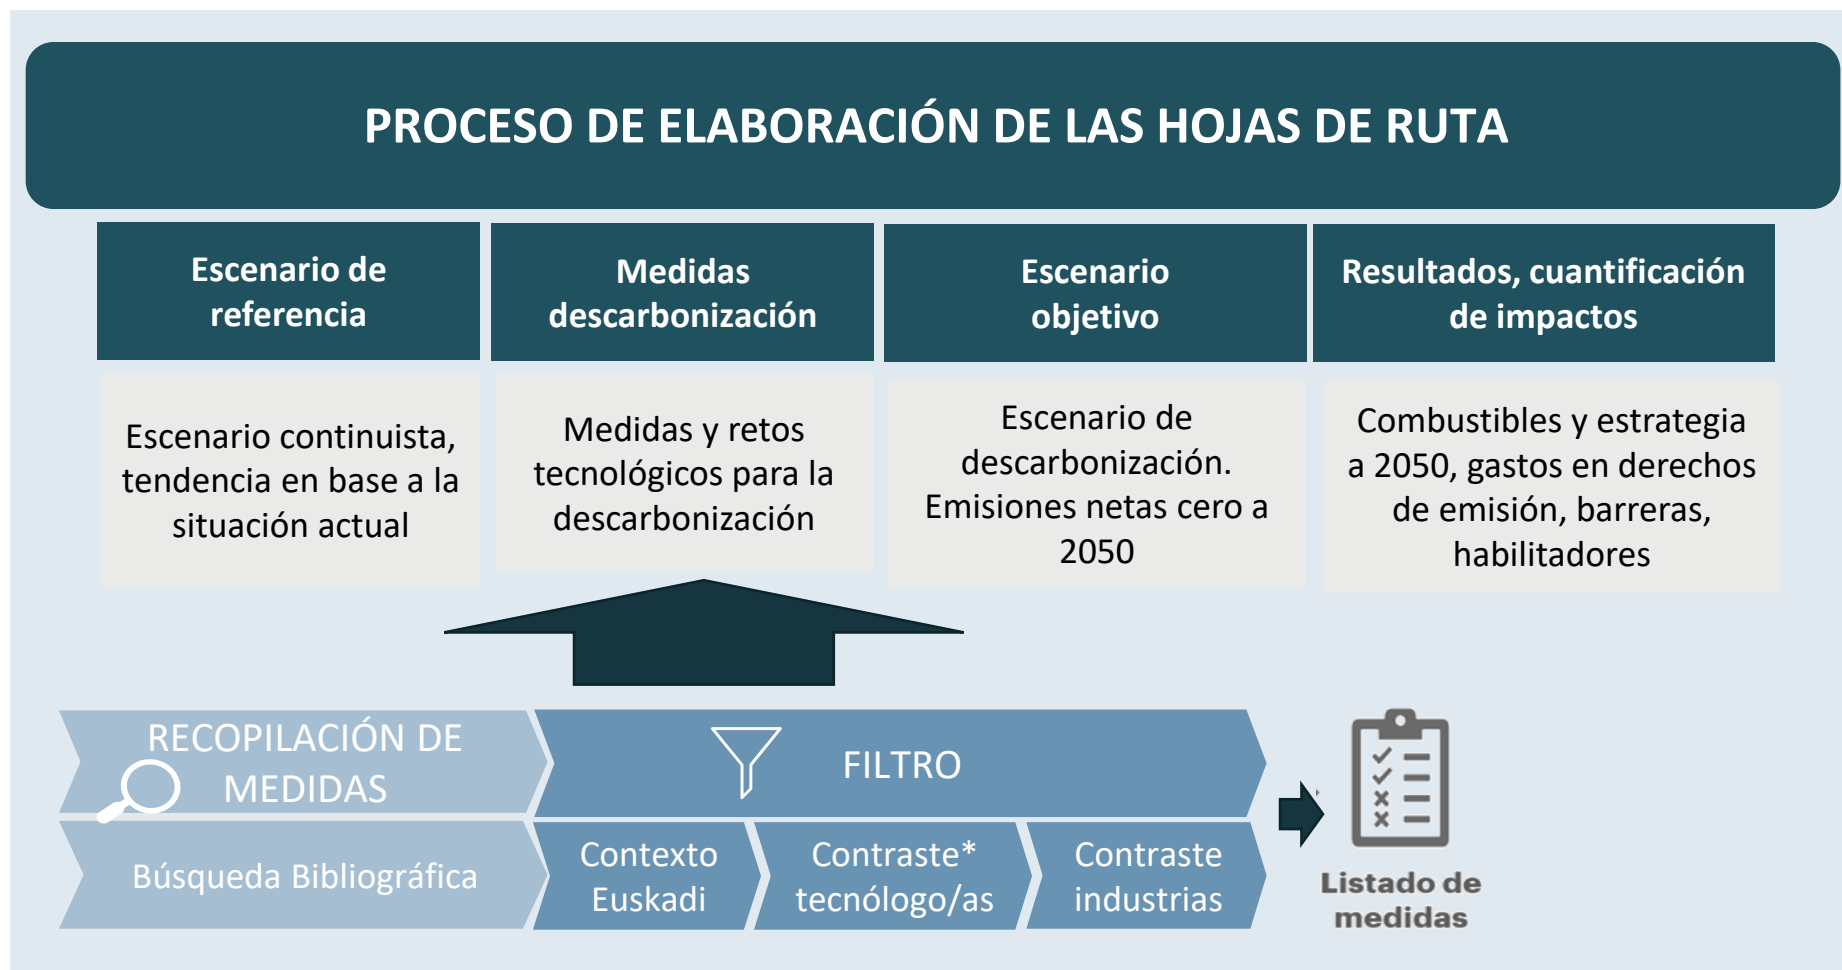 PROCESO DE ELABORACIÓN DE LAS HOJAS DE RUTA
Escenario de
referencia
Medidas
descarbonización
Escenario
objetivo
Resultados, cuantificación
de impactos
Escenario continuista,
tendencia en base a la
situación actual
Medidas y retos
tecnológicos para la
descarbonización
Escenario de
descarbonización.
Emisiones netas cero a
2050
Combustibles y estrategia
a 2050, gastos en derechos
de emisión, barreras,
habilitadores
RECOPILACIÓN DE
MEDIDAS
FILTRO
Búsqueda Bibliográfica
Contexto
Euskadi
Contraste*
tecnólogo/as
Contraste
industrias
Listado de
medidas